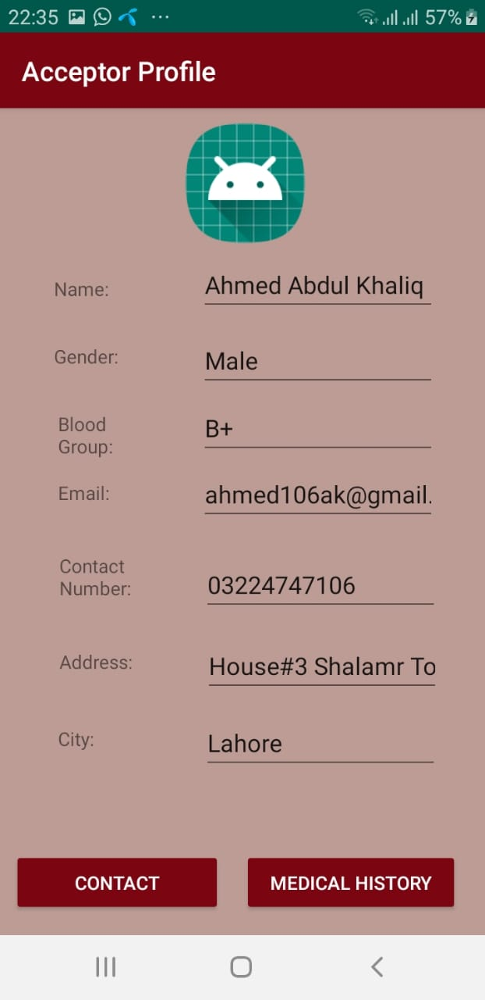 22:35 ... 57%
Acceptor Profile
Name: Ahmed Abdul Khaliq
Gender: Male
Blood
Group: B+
Email: ahmed106ak@gmail.
Contact
Number: 03224747106
Address: House#3 Shalamr To
City: Lahore
CONTACT MEDICAL HISTORY